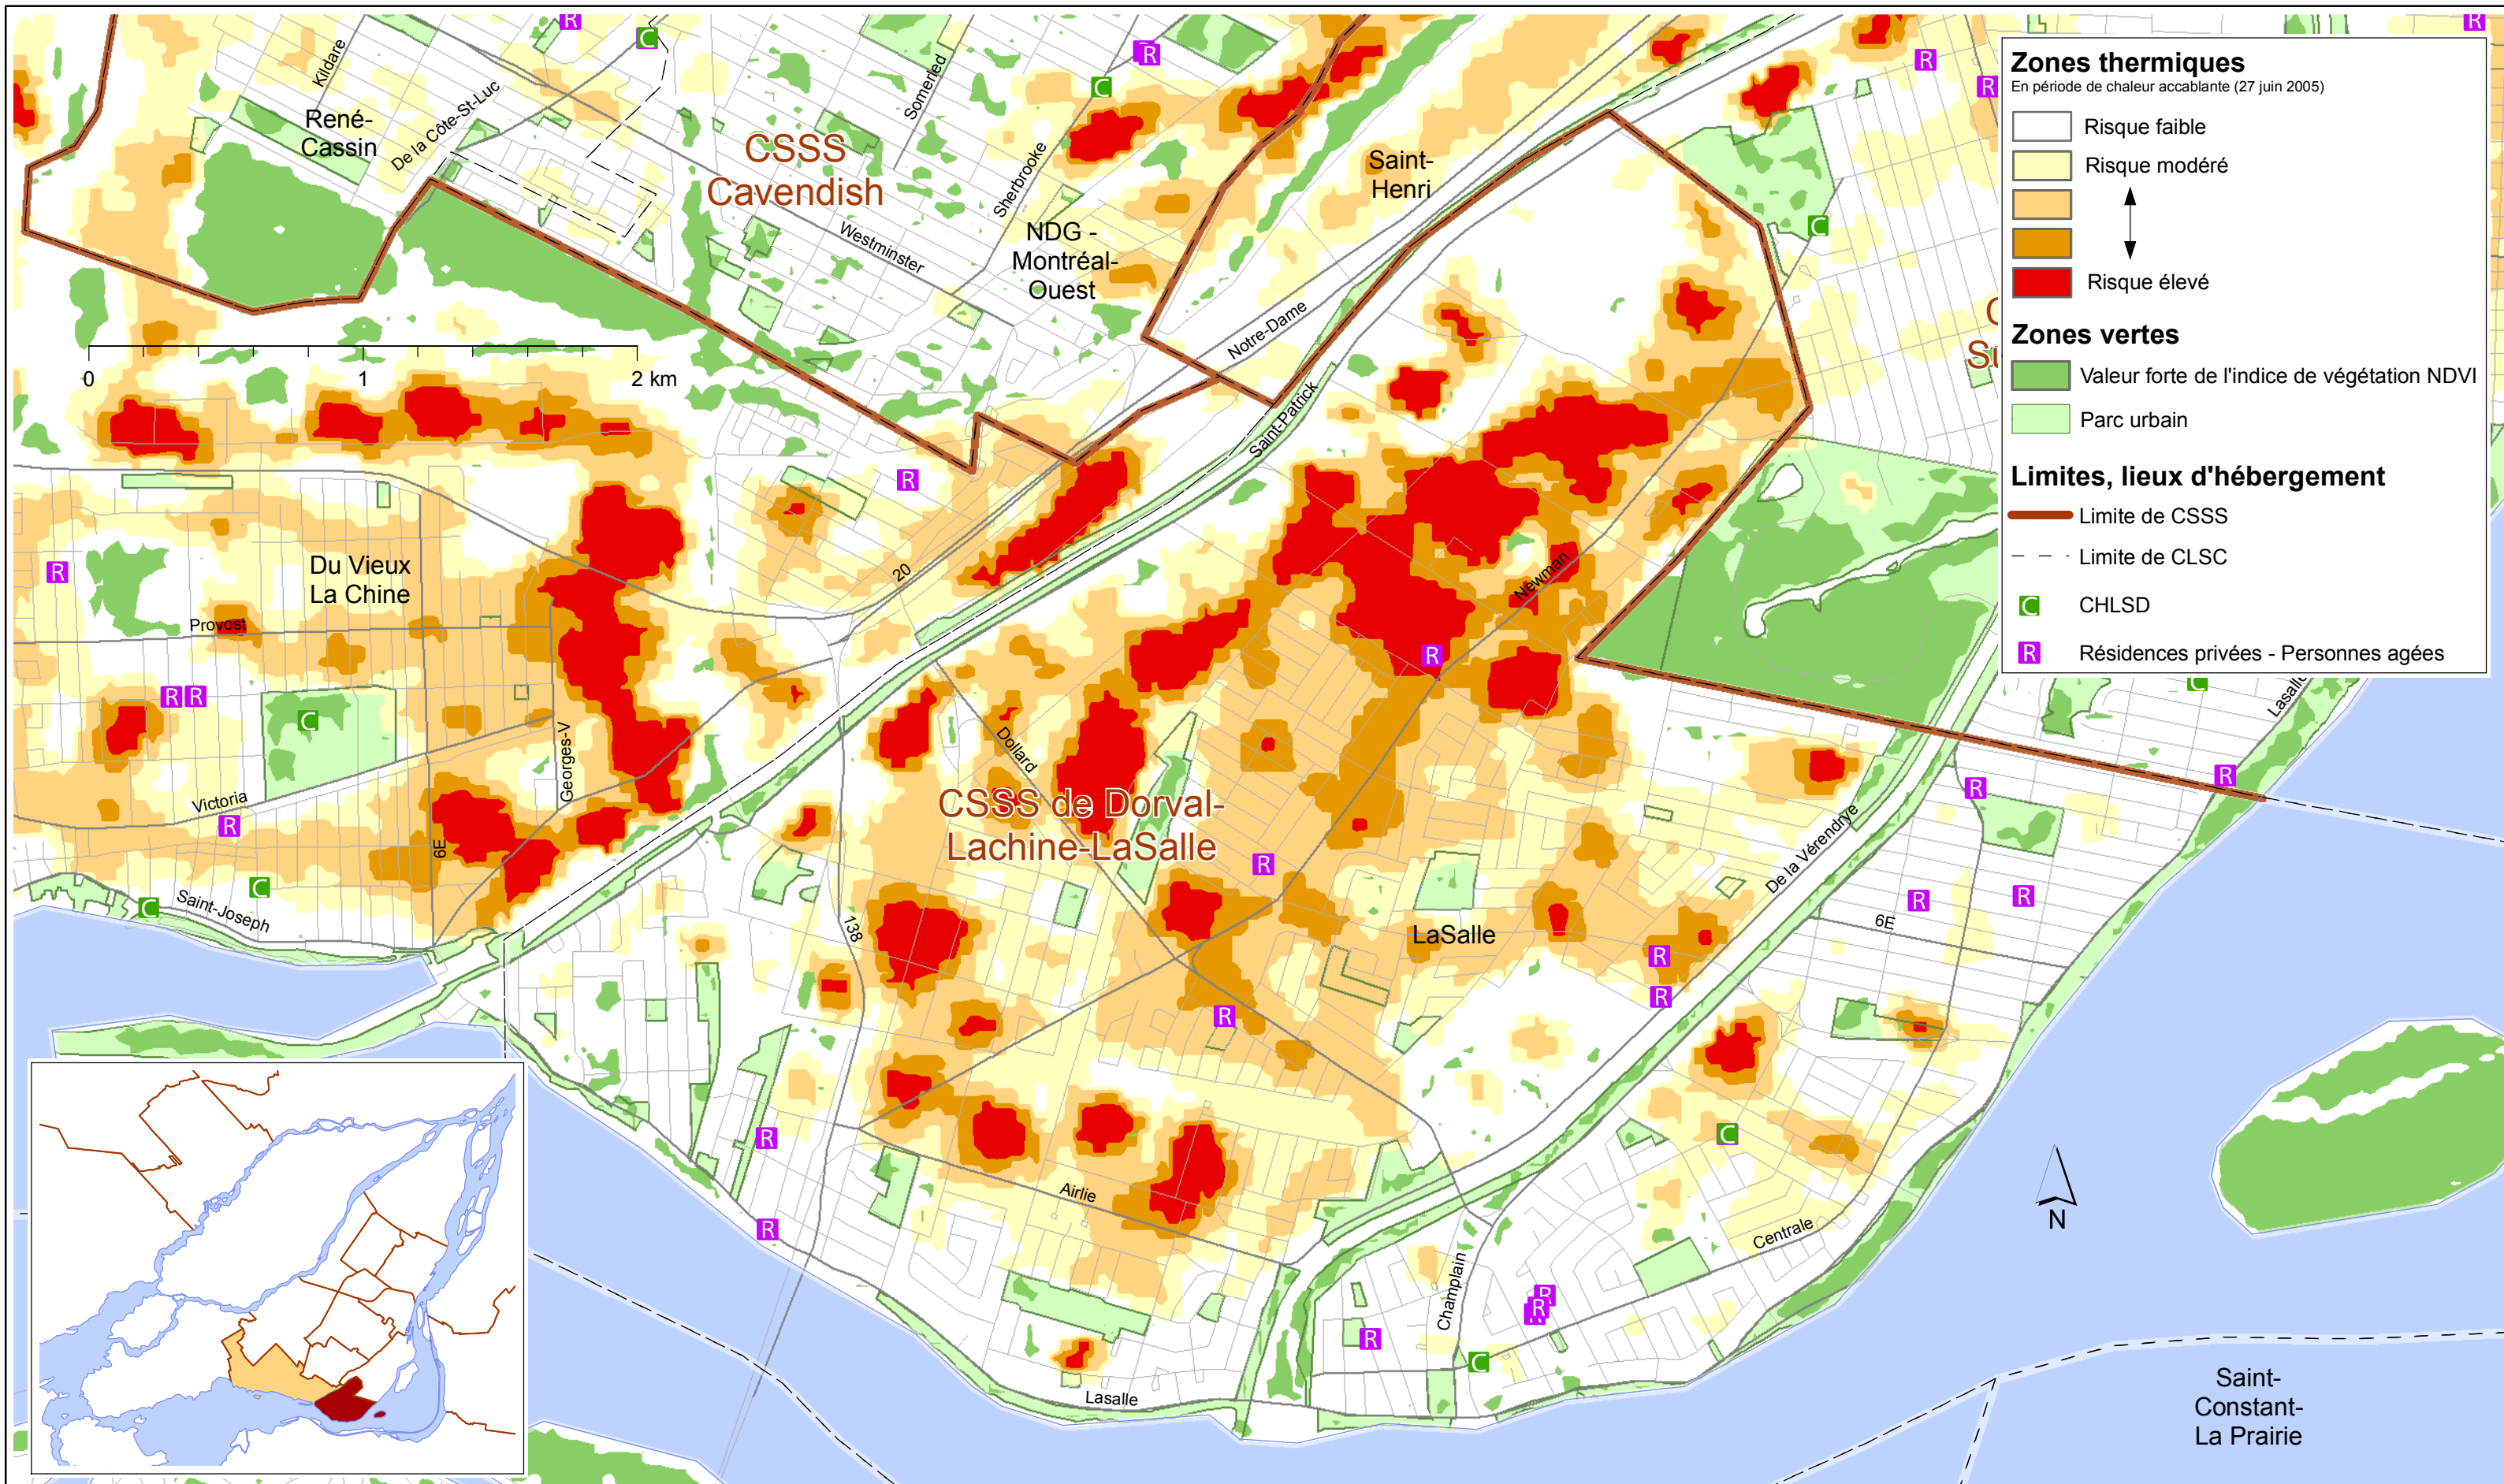 Zones thermiques
En période de chaleur accablante (27 juin 2005)
Risque faible
Risque modéré
Risque élevé
Zones vertes
Valeur forte de l'indice de végétation NDVI
Parc urbain
Limites, lieux d'hébergement
Limite de CSSS
Limite de CLSC
C CHLSD
R Résidences privées - Personnes agées
Kildare
René-
Cassin
De la Côte-St-Luc
CSSS
Cavendish
Somerled
Sherbrooke
Westminster
NDG -
Montréal-
Ouest
Saint-
Henri
Notre-Dame
Saint-Patrick
0 1 2 km
Du Vieux
La Chine
Provost
20
Newman
Victoria
Georges-V
6E
Saint-Joseph
Dollard
CSSS de Dorval-
Lachine-LaSalle
138
LaSalle
De la Vérendrye
6E
Lasalle
Airlie
Champlain
Centrale
Lasalle
N
Saint-
Constant-
La Prairie